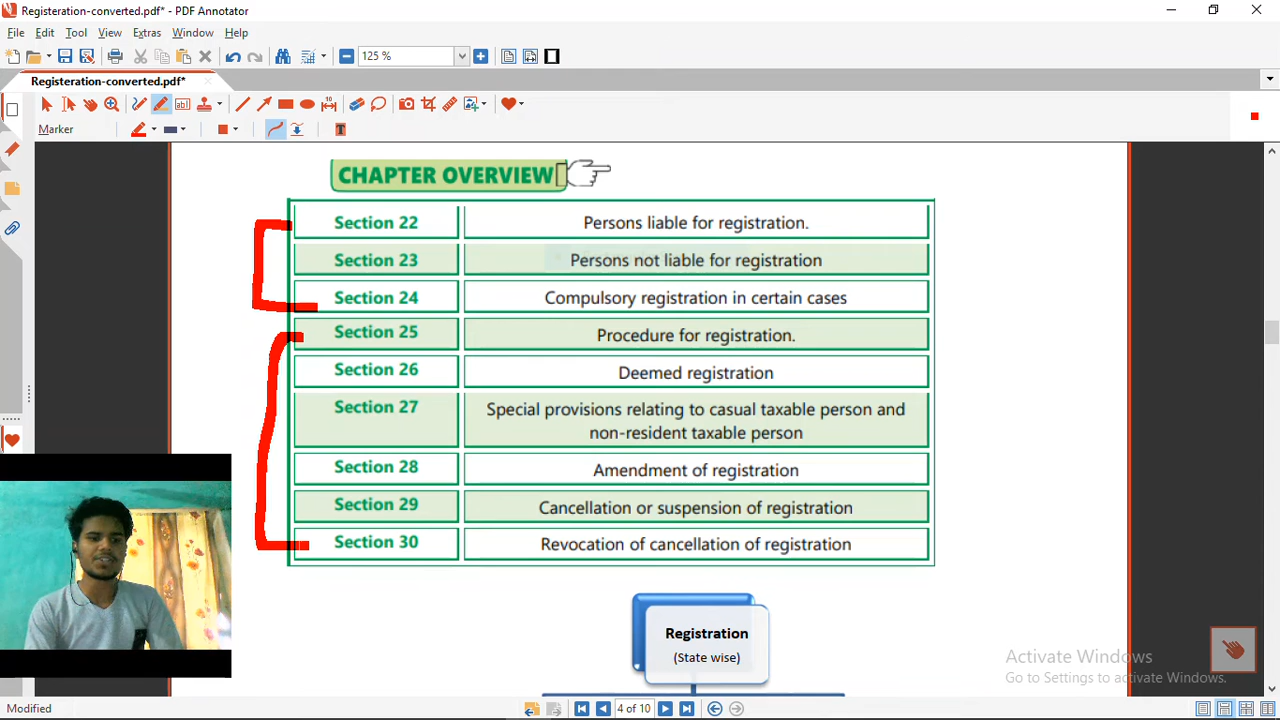 Registeration-converted.pdf* - PDF Annotator
File Edit Tool View Extras Window Help
125 %
Registeration-converted.pdf*
Marker
CHAPTER OVERVIEW
Section 22 Persons liable for registration.
Section 23 Persons not liable for registration
Section 24 Compulsory registration in certain cases
Section 25 Procedure for registration.
Section 26 Deemed registration
Section 27 Special provisions relating to casual taxable person and
non-resident taxable person
Section 28 Amendment of registration
Section 29 Cancellation or suspension of registration
Section 30 Revocation of cancellation of registration
Registration
(State wise)
Activate Windows
Go to Settings to activate Windows.
Modified 4 of 10